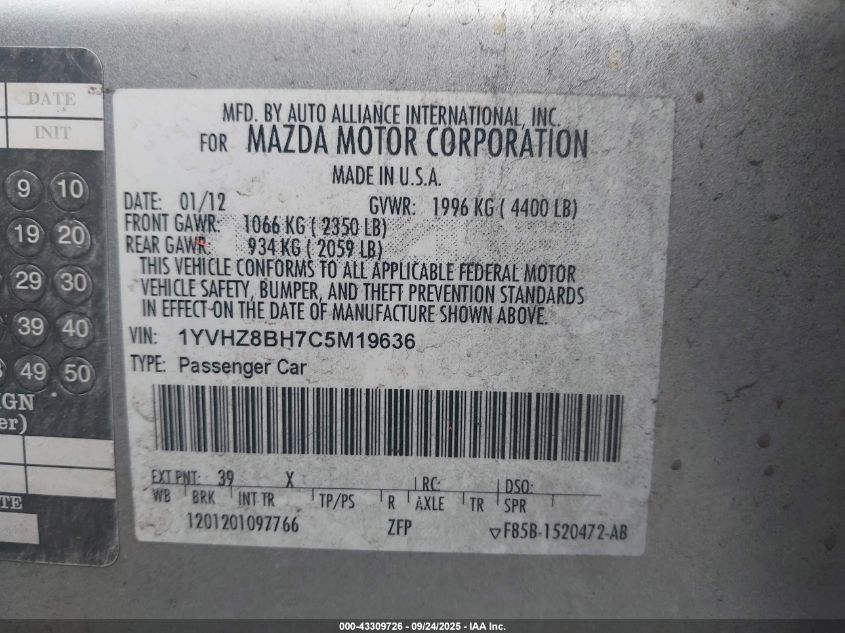 DATE
INIT
9 10
19 20
29 30
39 40
49 50
GN
er)
TE
MFD. BY AUTO ALLIANCE INTERNATIONAL, INC.
FOR MAZDA MOTOR CORPORATION
MADE IN U.S.A.
DATE: 01/12 GVWR: 1996 KG ( 4400 LB)
FRONT GAWR: 1066 KG ( 2350 LB)
REAR GAWR: 934 KG ( 2059 LB)
THIS VEHICLE CONFORMS TO ALL APPLICABLE FEDERAL MOTOR
VEHICLE SAFETY, BUMPER, AND THEFT PREVENTION STANDARDS
IN EFFECT ON THE DATE OF MANUFACTURE SHOWN ABOVE.
VIN: 1YVHZ8BH7C5M19636
TYPE: Passenger Car
EXT PNT: 39 X RC: DSO:
WB BRK INT TR TP/PS R AXLE TR SPR
1201201097766 ZFP ▽F85B-1520472-AB
000-43309726 - 09/24/2025 - IAA Inc.